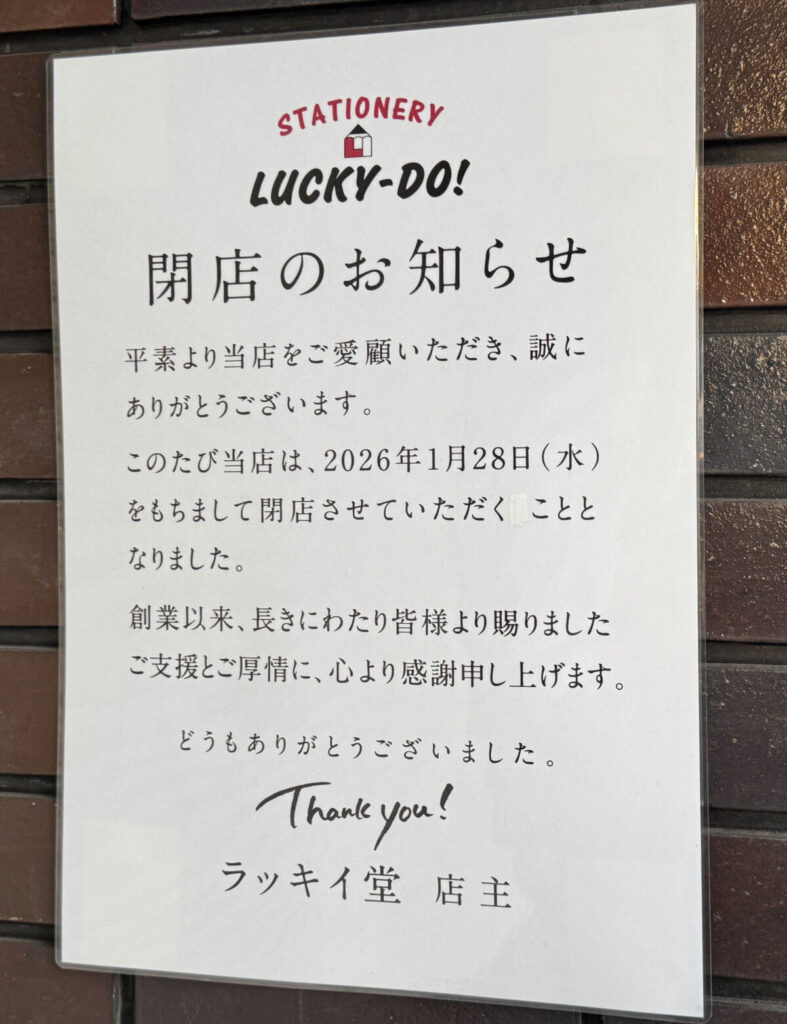 STATIONERY
LUCKY-DO!
閉店のお知らせ
平素より当店をご愛顧いただき、誠に
ありがとうございます。
このたび当店は、2026年1月28日(水)
をもちまして閉店させていただく ことと
なりました。
創業以来、長きにわたり皆様より賜りました
ご支援とご厚情に、心より感謝申し上げます。
どうもありがとうございました。
Thank you!
ラッキイ堂 店主